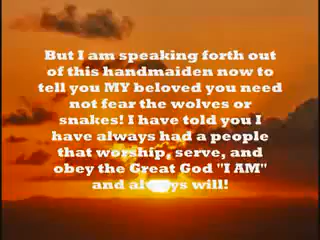 But I am speaking forth out
of this handmaiden now to
tell you MY beloved you need
not fear the wolves or
snakes! I have told you I
have always had a people
that worship, serve, and
obey the Great God "I AM"
and always will!